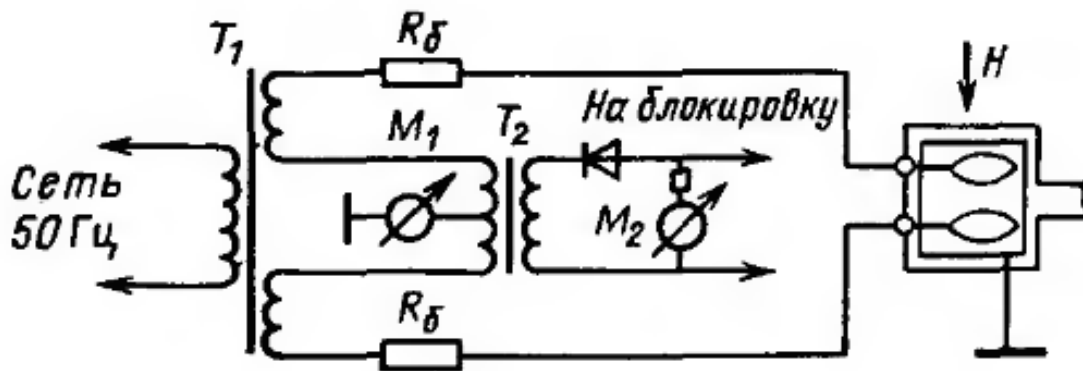 T₁
R_б
H
На блокировку
M₁
T₂
Сеть
50 Гц
M₂
R_б